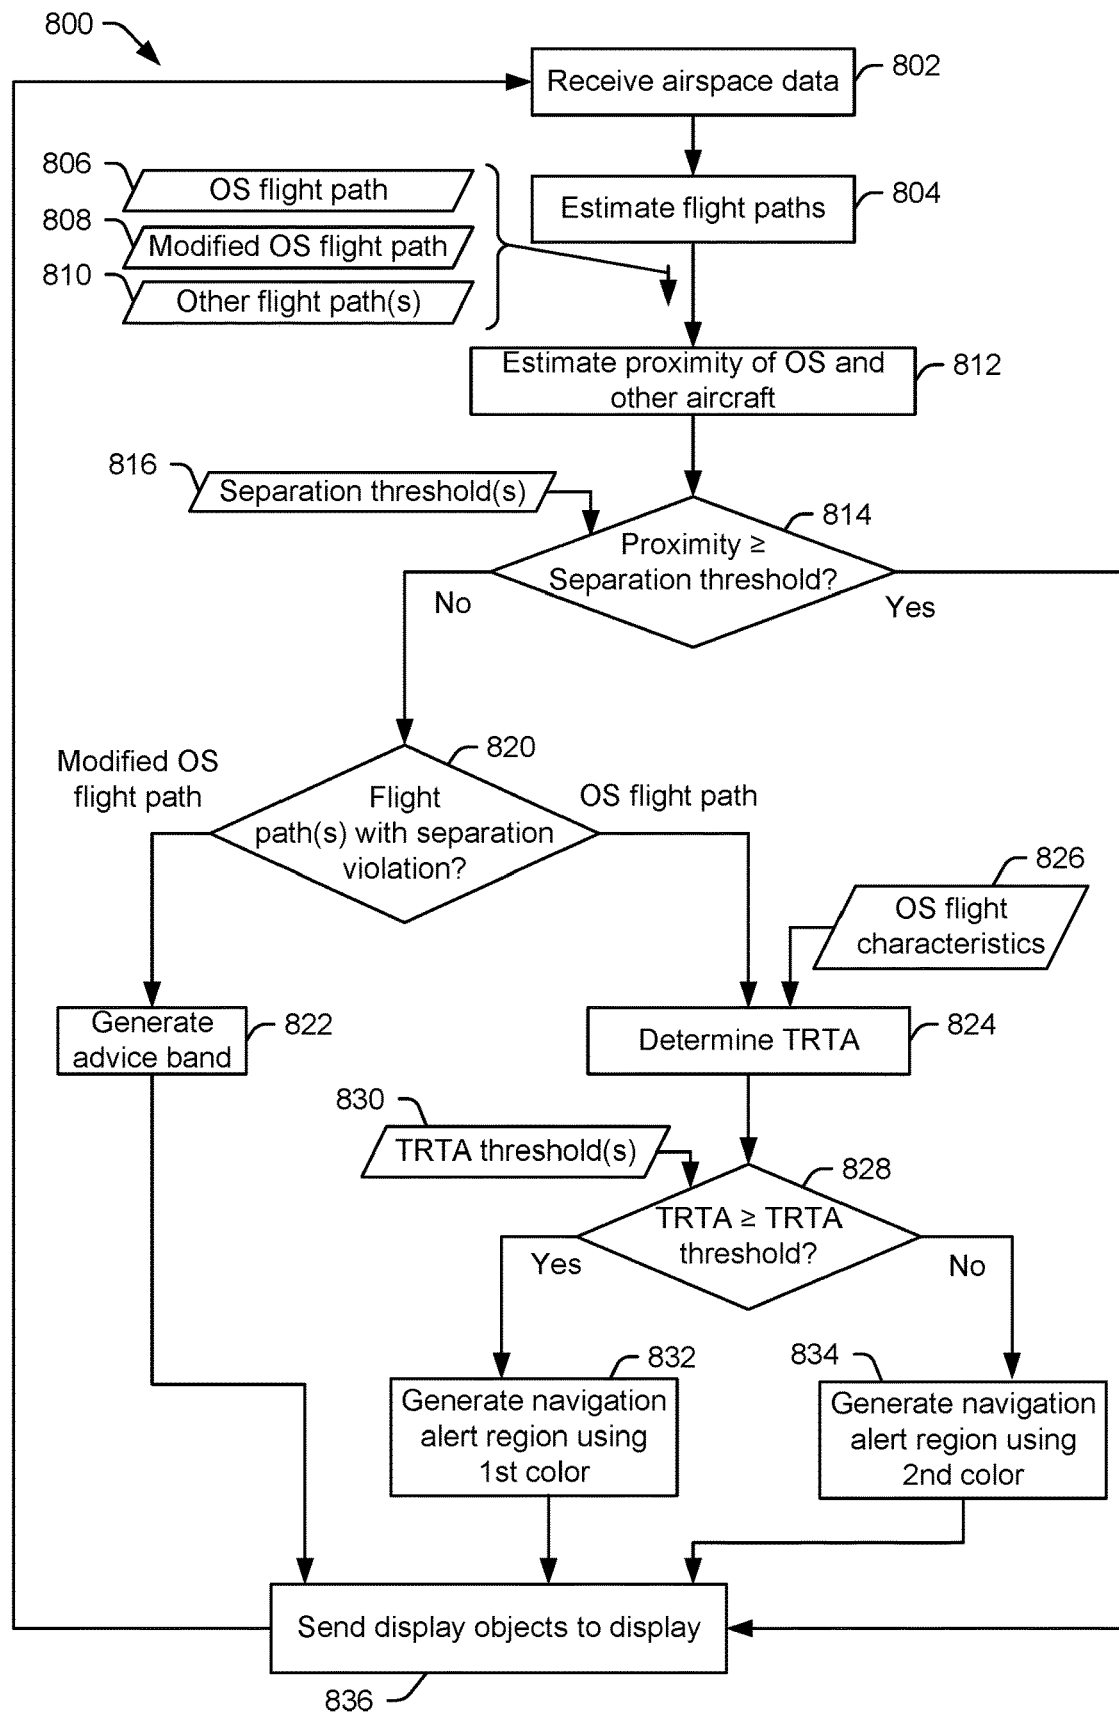 800
Receive airspace data
802
806
OS flight path
Estimate flight paths
804
808
Modified OS flight path
810
Other flight path(s)
Estimate proximity of OS and
other aircraft
812
816
Separation threshold(s)
814
Proximity ≥
Separation threshold?
No
Yes
820
Modified OS
flight path
OS flight path
Flight
path(s) with separation
violation?
826
OS flight
characteristics
Generate
advice band
822
Determine TRTA
824
830
TRTA threshold(s)
828
TRTA ≥ TRTA
threshold?
Yes
No
832
834
Generate navigation
alert region using
1st color
Generate navigation
alert region using
2nd color
Send display objects to display
836